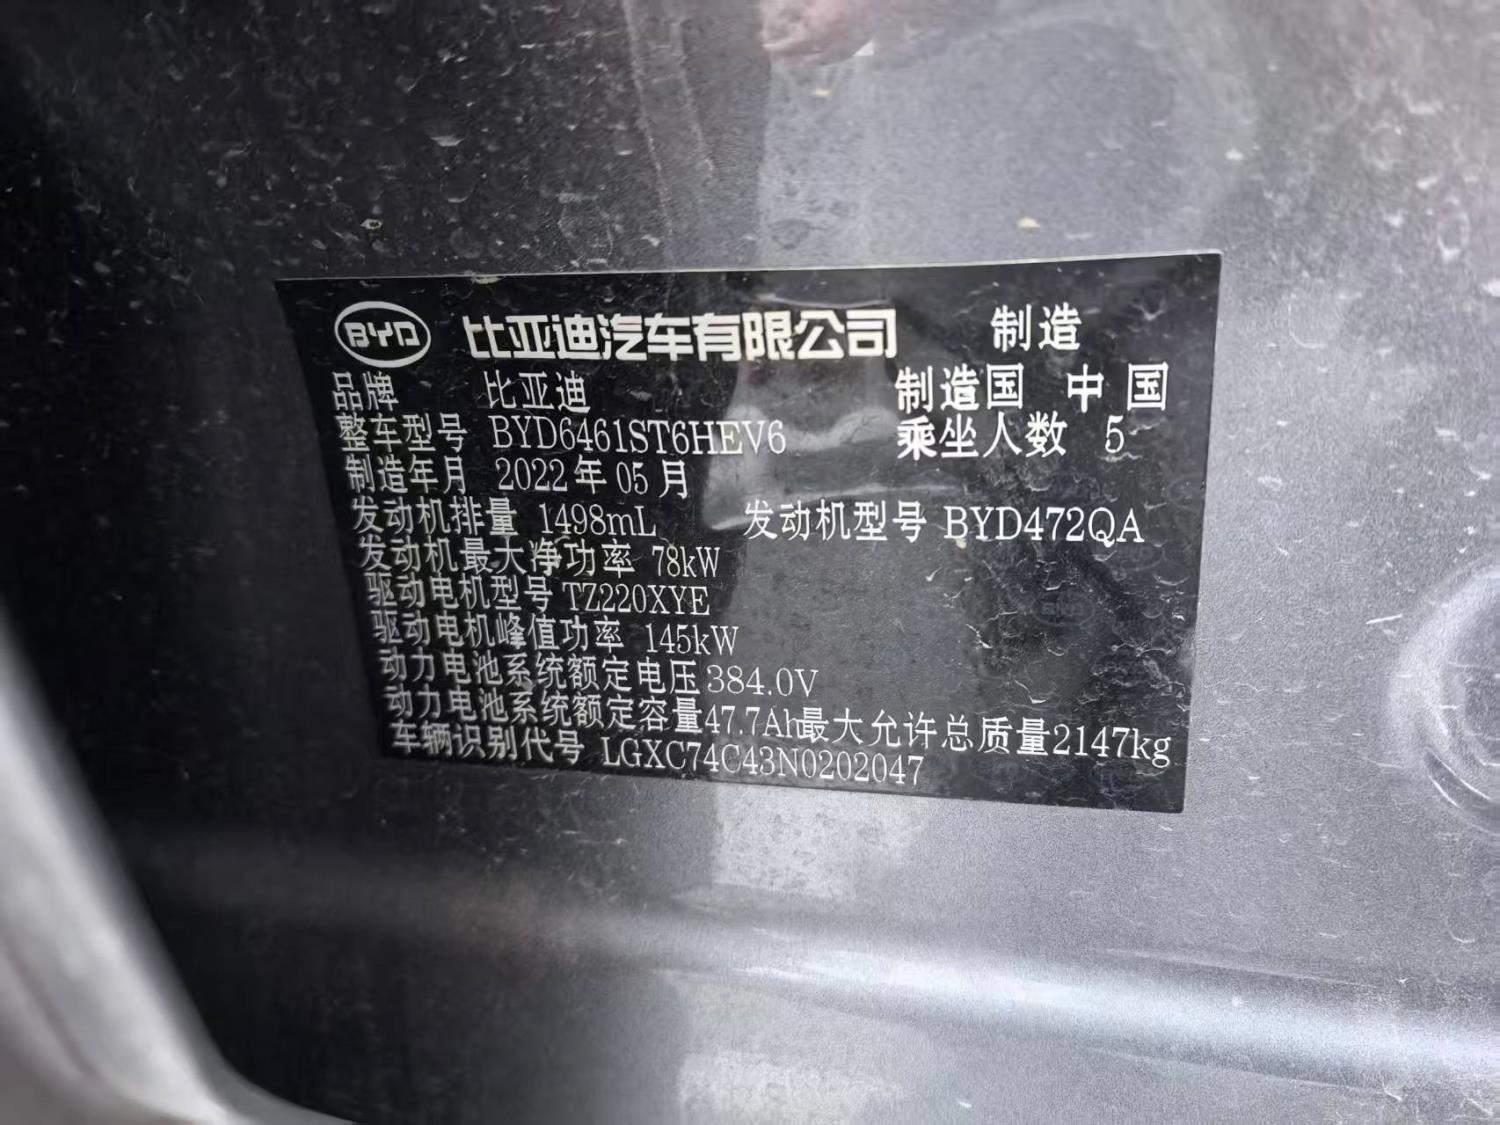 BYD 比亚迪汽车有限公司 制造
品牌 比亚迪 制造国 中国
整车型号 BYD6461ST6HEV6 乘坐人数 5
制造年月 2022年05月
发动机排量 1498mL 发动机型号 BYD472QA
发动机最大净功率 78kW
驱动电机型号 TZ220XYE
驱动电机峰值功率 145kW
动力电池系统额定电压 384.0V
动力电池系统额定容量 47.7Ah 最大允许总质量 2147kg
车辆识别代号 LGXC74C43N0202047